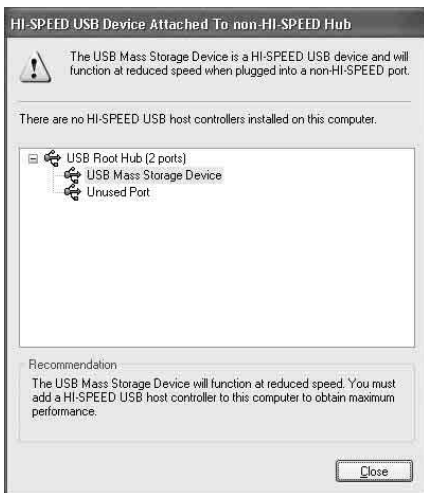 HI-SPEED USB Device Attached To non-HI-SPEED Hub
The USB Mass Storage Device is a HI-SPEED USB device and will
function at reduced speed when plugged into a non-HI-SPEED port.
There are no HI-SPEED USB host controllers installed on this computer.
USB Root Hub (2 ports)
USB Mass Storage Device
Unused Port
Recommendation
The USB Mass Storage Device will function at reduced speed. You must
add a HI-SPEED USB host controller to this computer to obtain maximum
performance.
Close